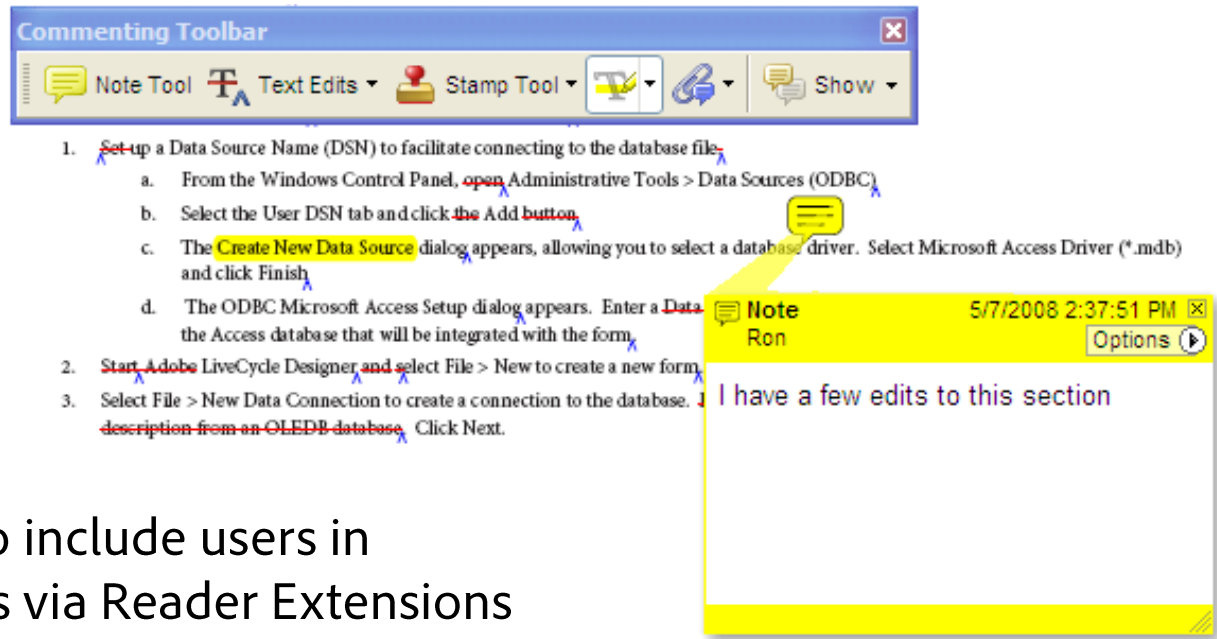 Commenting Toolbar
Note Tool Text Edits Stamp Tool Show
1. Set up a Data Source Name (DSN) to facilitate connecting to the database file.
a. From the Windows Control Panel, open Administrative Tools > Data Sources (ODBC)
b. Select the User DSN tab and click the Add button.
c. The Create New Data Source dialog appears, allowing you to select a database driver. Select Microsoft Access Driver (*.mdb)
and click Finish
d. The ODBC Microsoft Access Setup dialog appears. Enter a Data
the Access database that will be integrated with the form.
2. Start Adobe LiveCycle Designer and select File > New to create a new form
3. Select File > New Data Connection to create a connection to the database.
description from an OLEDB database. Click Next.
Note 5/7/2008 2:37:51 PM
Ron Options
I have a few edits to this section
include users in
via Reader Extensions